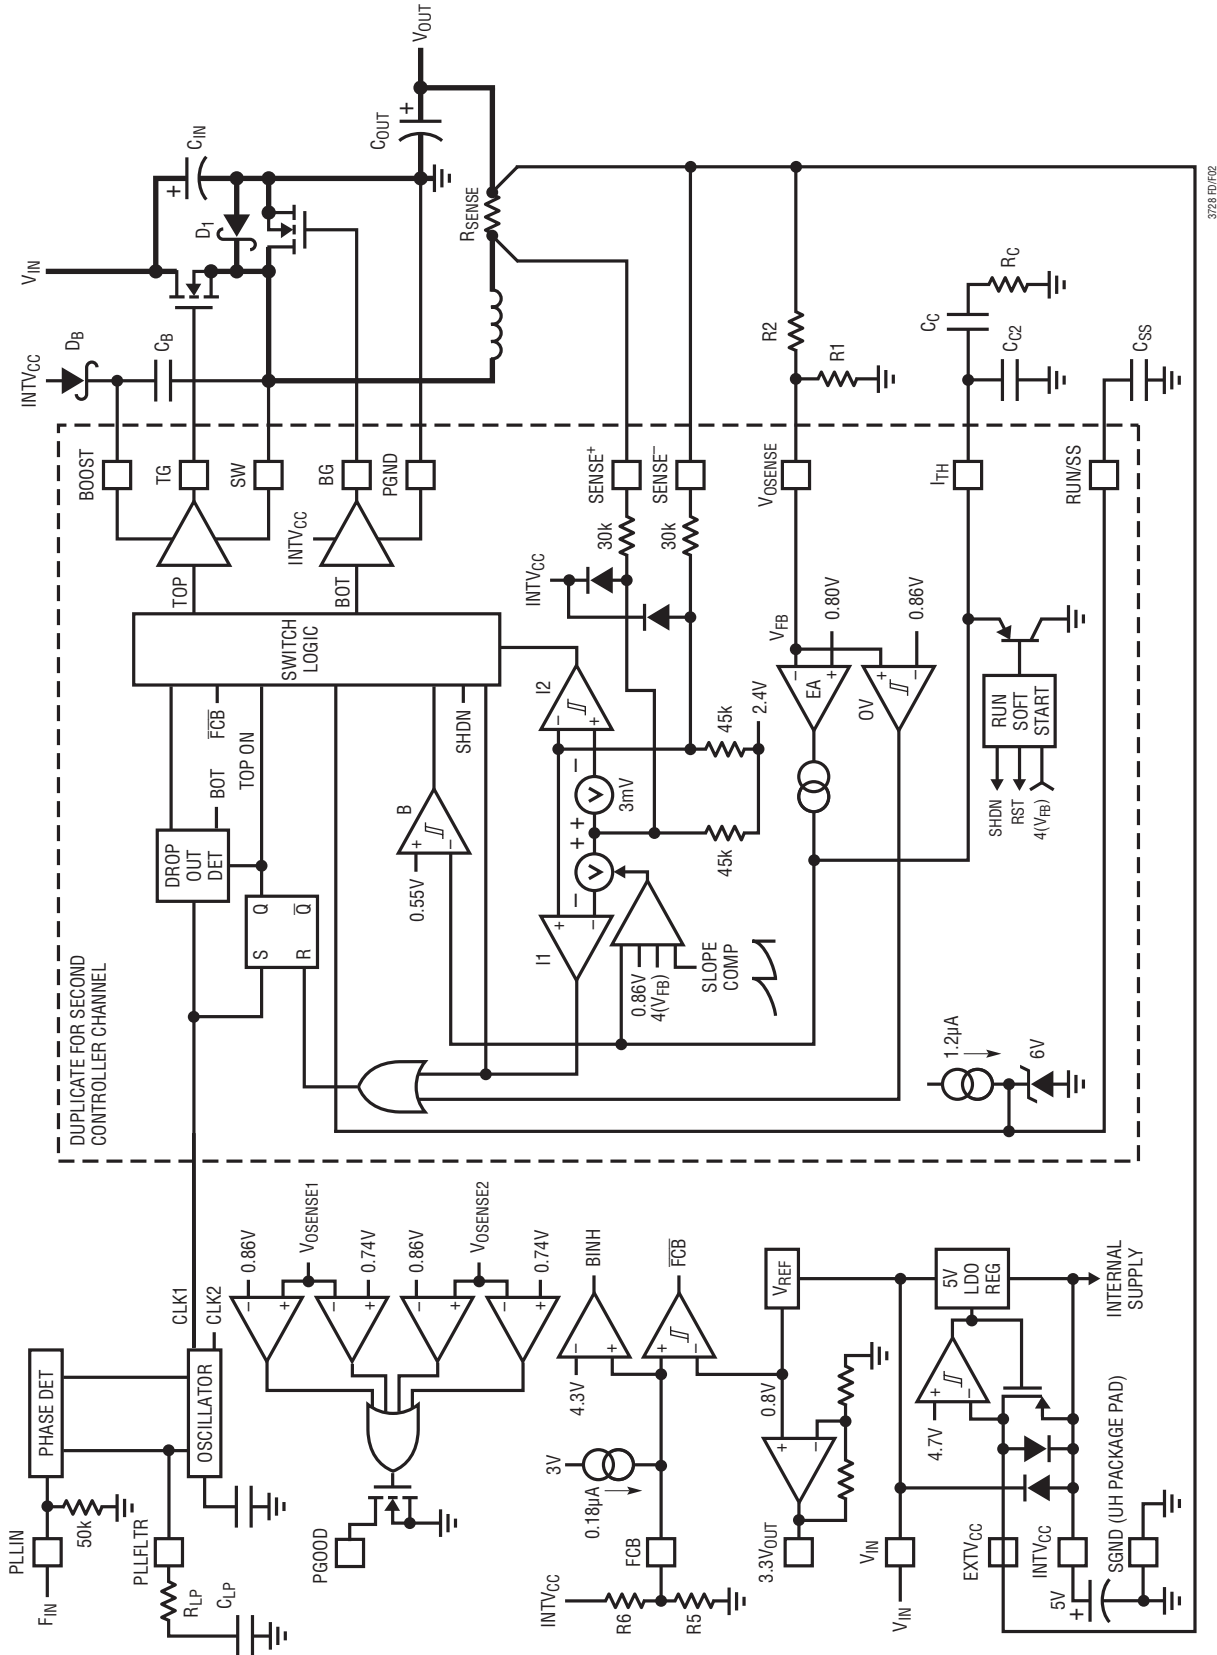 PLLIN
FIN
50k
PLLFLTR
RLP
CLP
PHASE DET
OSCILLATOR
CLK1
CLK2
DUPLICATE FOR SECOND
CONTROLLER CHANNEL
0.86V
VOSENSE1
0.74V
0.86V
VOSENSE2
0.74V
−
+
−
+
−
+
−
+
PGOOD
DROP
OUT
DET
S
Q
R
Q̅
BOT
F̅C̅B̅
TOP ON
SWITCH
LOGIC
TOP
BOT
INTVCC
BOOST
TG
SW
BG
PGND
INTVCC
DB
CB
VIN
+
CIN
D1
+
COUT
VOUT
RSENSE
BINH
F̅C̅B̅
4.3V
−
+
+
−
3V
0.18µA
INTVCC
R6
FCB
R5
B
0.55V
+
−
SHDN
I1
+
−
I2
−
+
−
+
+
−
3mV
0.86V
4(VFB)
SLOPE
COMP
45k
45k
2.4V
INTVCC
30k
30k
SENSE+
SENSE−
VFB
−
+
EA
0.80V
OV
+
−
0.86V
VOSENSE
R2
R1
VREF
0.8V
+
−
3.3VOUT
VIN
VIN
5V
LDO
REG
INTERNAL
SUPPLY
4.7V
+
−
EXTVCC
INTVCC
5V
+
SGND (UH PACKAGE PAD)
1.2µA
6V
SHDN
RST
4(VFB)
RUN
SOFT
START
ITH
CC
RC
CC2
RUN/SS
CSS
3728 FD/F02